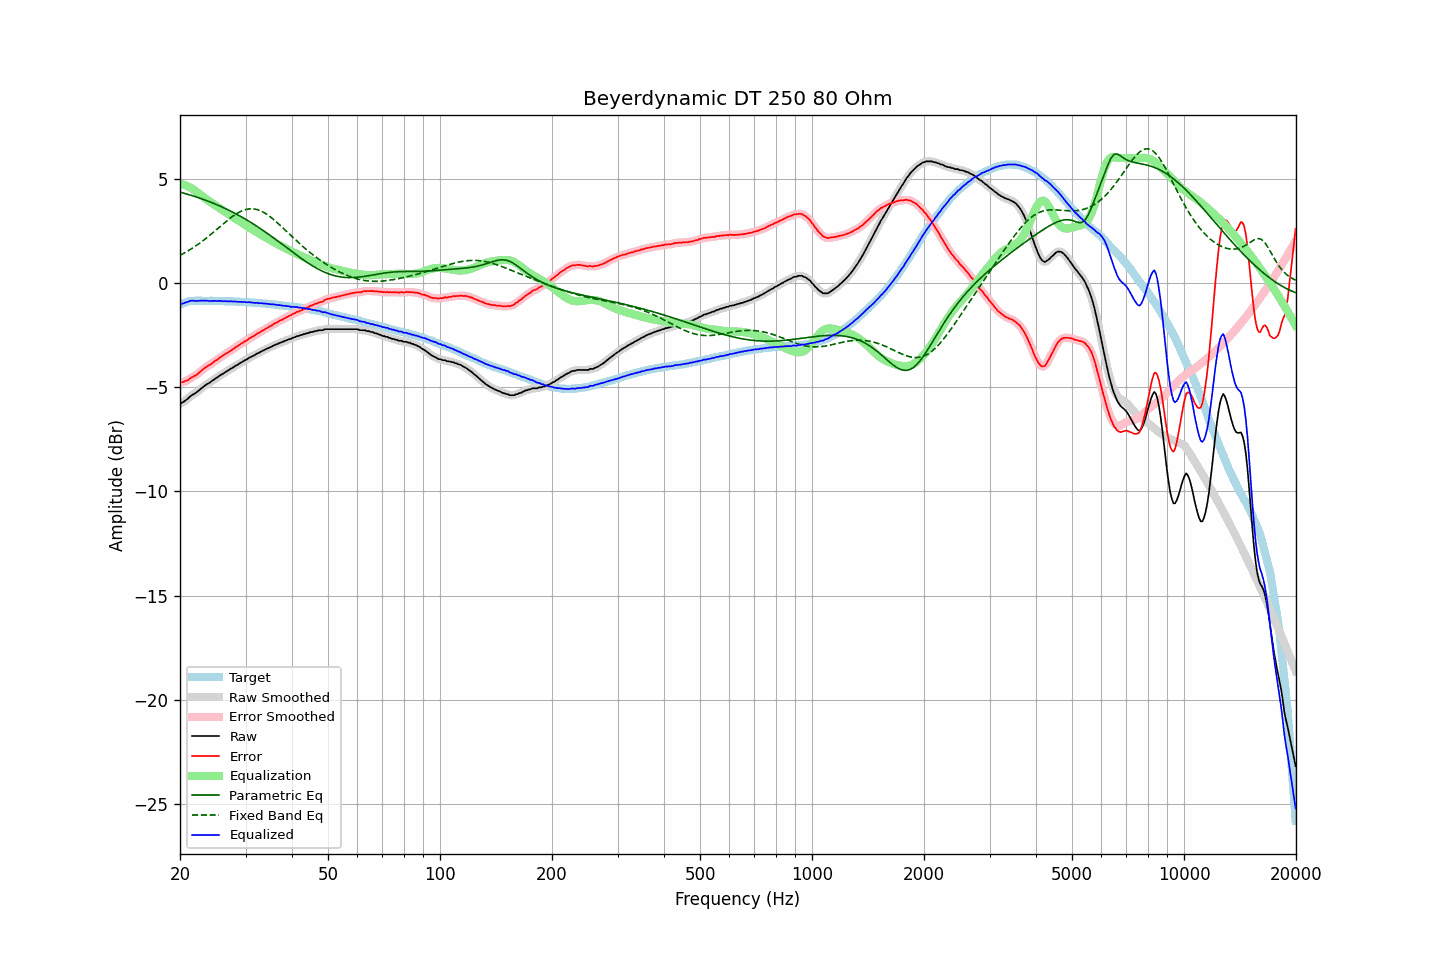 Beyerdynamic DT 250 80 Ohm
Amplitude (dBr)
5
0
−5
−10
−15
−20
−25
Target
Raw Smoothed
Error Smoothed
Raw
Error
Equalization
Parametric Eq
Fixed Band Eq
Equalized
20 50 100 200 500 1000 2000 5000 10000 20000
Frequency (Hz)